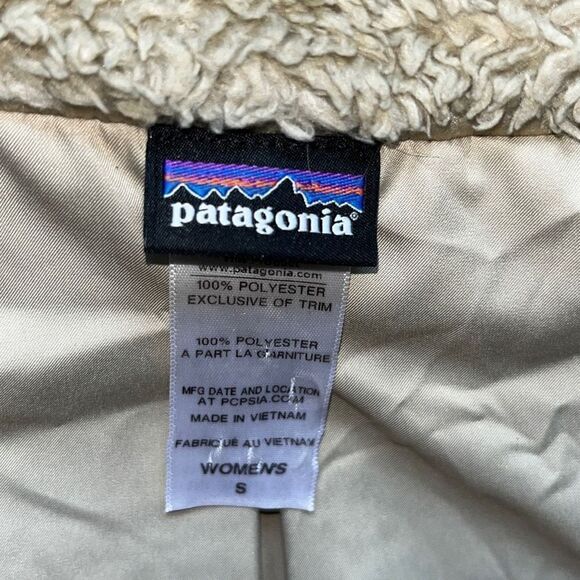 patagonia®
www.patagonia.com
100% POLYESTER
EXCLUSIVE OF TRIM
100% POLYESTER
A PART LA GARNITURE
MFG DATE AND LOCATION
AT PCPSIA.COM
MADE IN VIETNAM
FABRIQUÉ AU VIETNAM
WOMEN'S
S